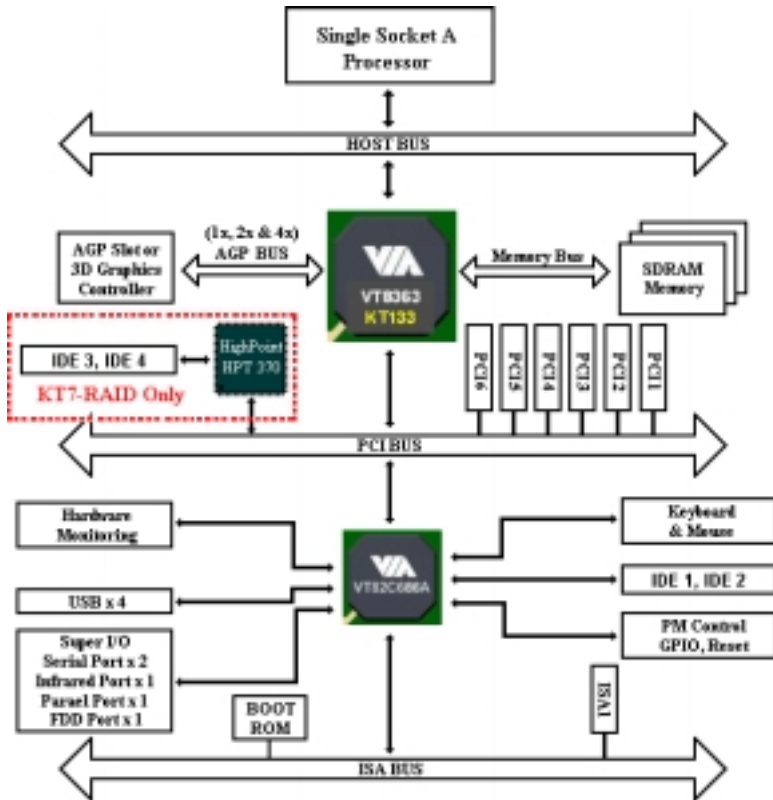 Single Socket A
Processor
HOST BUS
(1x, 2x & 4x)
AGP BUS
AGP Slot or
3D Graphics
Controller
VIA
VT8363
KT133
Memory Bus
SDRAM
Memory
IDE 3, IDE 4
HighPoint
HPT 370
KT7-RAID Only
PCI6
PCI5
PCI4
PCI3
PCI2
PCI1
PCI BUS
Hardware
Monitoring
Keyboard
& Mouse
VIA
VT82C686A
IDE 1, IDE 2
USB x 4
Super I/O
Serial Port x 2
Infrared Port x 1
Parael Port x 1
FDD Port x 1
PM Control
GPIO, Reset
BOOT
ROM
ISA1
ISA BUS